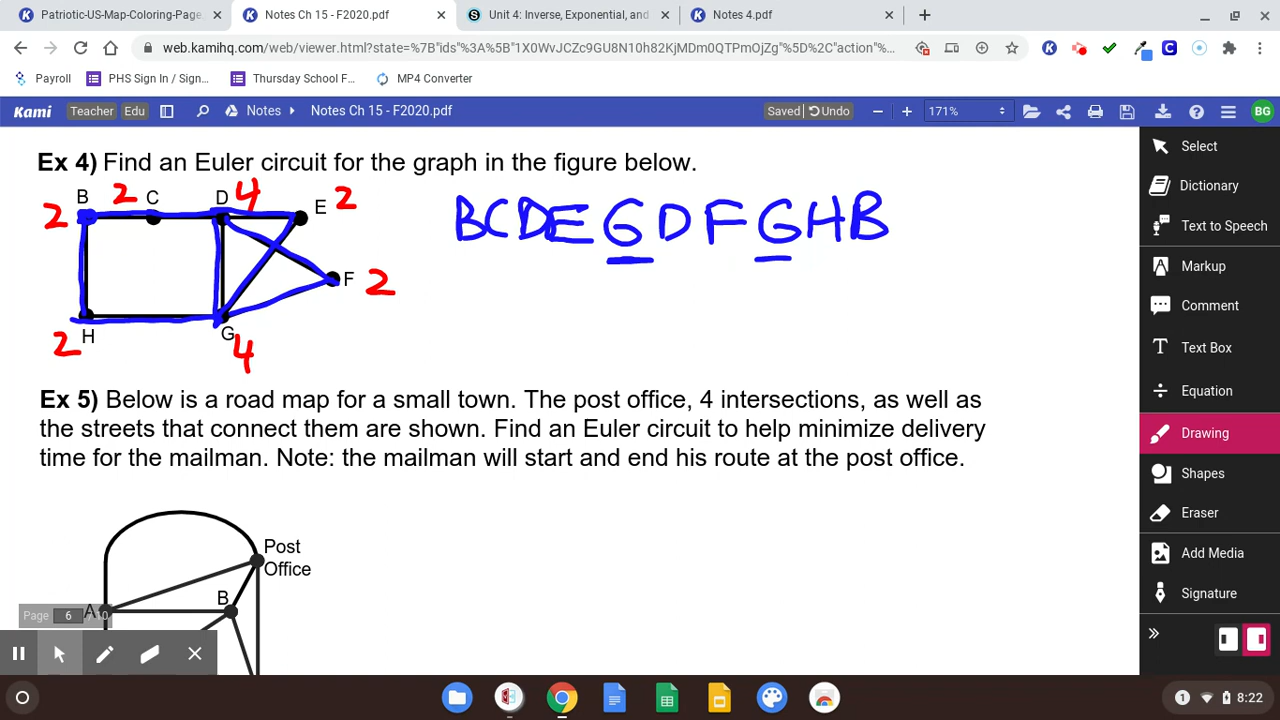 Patriotic-US-Map-Coloring-Page.
Notes Ch 15 - F2020.pdf
Unit 4: Inverse, Exponential, and
Notes 4.pdf
web.kamihq.com/web/viewer.html?state=%7B"ids"%3A%5B"1X0WvJCZc9GU8N10h82KjMDm0QTPmOjZg"%5D%2C"action"%...
Payroll
PHS Sign In / Sign...
Thursday School F...
MP4 Converter
Kami Teacher Edu Notes Notes Ch 15 - F2020.pdf Saved Undo 171% BG
Ex 4) Find an Euler circuit for the graph in the figure below.
B 2 C D 4 E 2
2
BCDEGDFGHB
F 2
2 H G 4
Ex 5) Below is a road map for a small town. The post office, 4 intersections, as well as
the streets that connect them are shown. Find an Euler circuit to help minimize delivery
time for the mailman. Note: the mailman will start and end his route at the post office.
Post
Office
A B
Page 6 / 10
Select
Dictionary
Text to Speech
Markup
Comment
Text Box
Equation
Drawing
Shapes
Eraser
Add Media
Signature
1 8:22